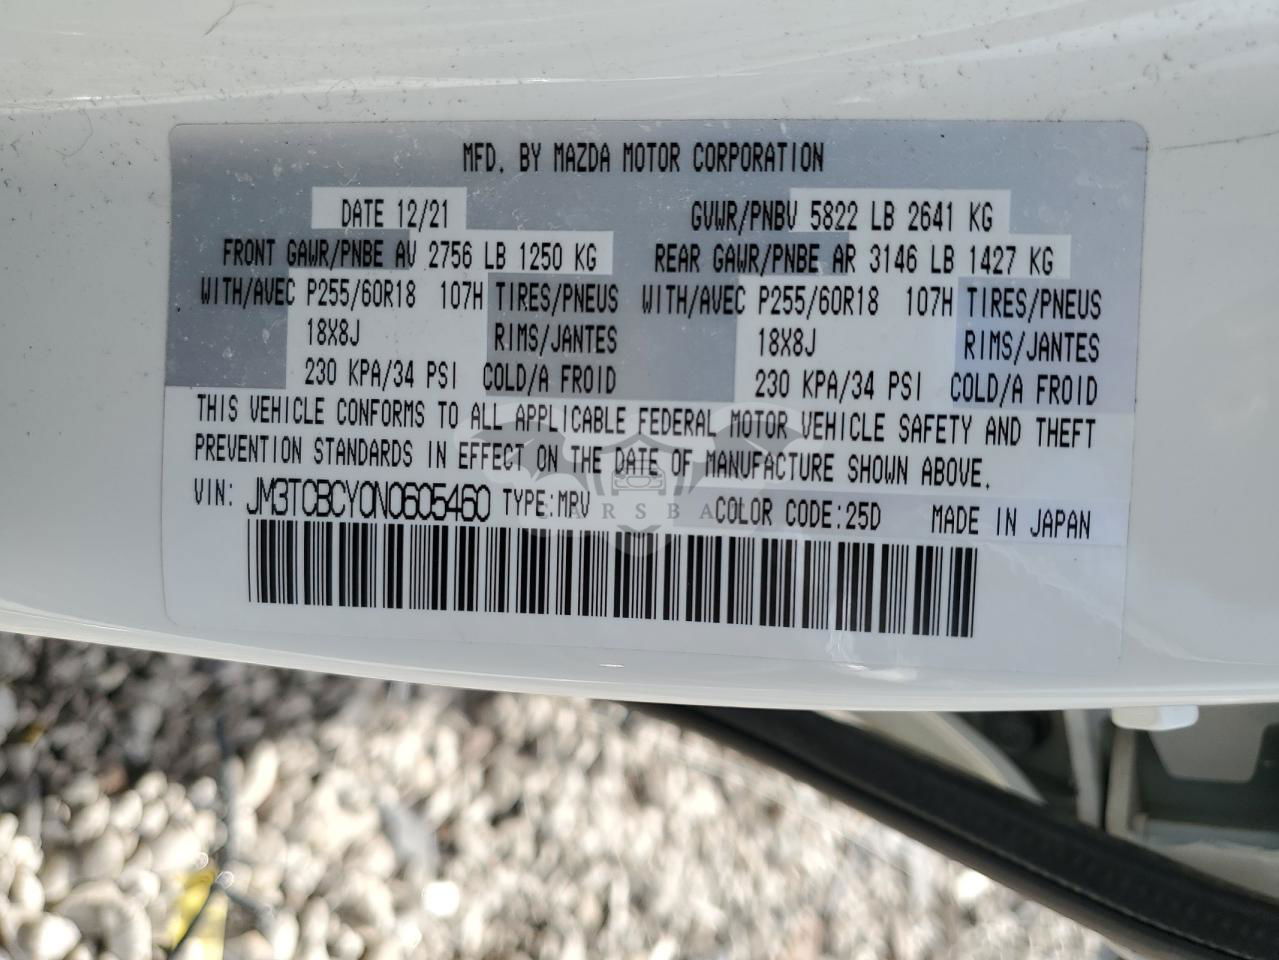 MFD. BY MAZDA MOTOR CORPORATION
DATE 12/21 GVWR/PNBV 5822 LB 2641 KG
FRONT GAWR/PNBE AV 2756 LB 1250 KG REAR GAWR/PNBE AR 3146 LB 1427 KG
WITH/AVEC P255/60R18 107H TIRES/PNEUS WITH/AVEC P255/60R18 107H TIRES/PNEUS
18X8J RIMS/JANTES 18X8J RIMS/JANTES
230 KPA/34 PSI COLD/A FROID 230 KPA/34 PSI COLD/A FROID
THIS VEHICLE CONFORMS TO ALL APPLICABLE FEDERAL MOTOR VEHICLE SAFETY AND THEFT
PREVENTION STANDARDS IN EFFECT ON THE DATE OF MANUFACTURE SHOWN ABOVE.
VIN: JM3TCBCY0N0605460 TYPE:MRV COLOR CODE:25D MADE IN JAPAN